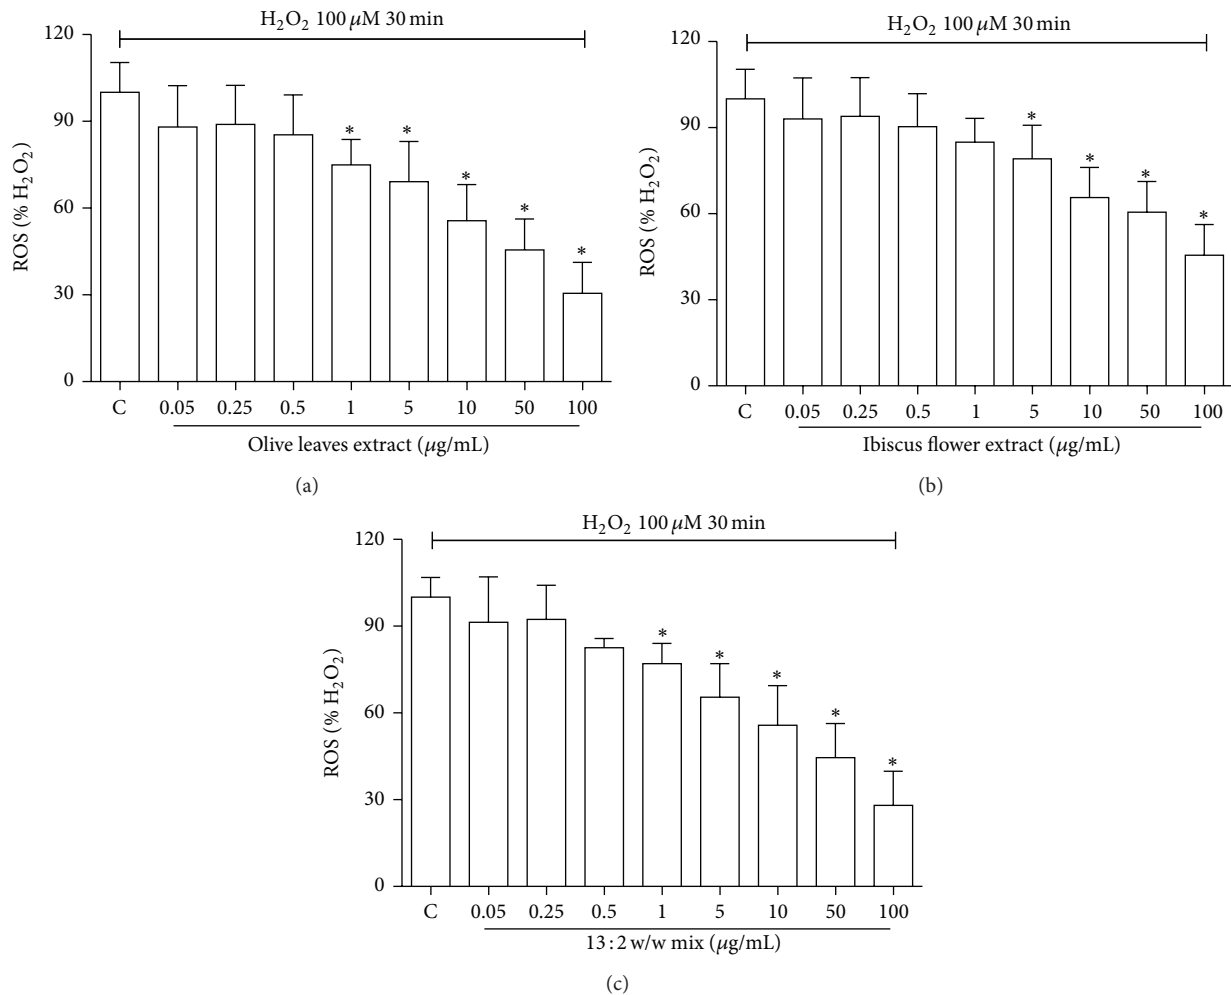 H₂O₂ 100 μM 30 min
120
90
60
30
0
ROS (% H₂O₂)
* * * * *
C 0.05 0.25 0.5 1 5 10 50 100
Olive leaves extract (μg/mL)
(a)
H₂O₂ 100 μM 30 min
120
90
60
30
0
ROS (% H₂O₂)
* * * *
C 0.05 0.25 0.5 1 5 10 50 100
Ibiscus flower extract (μg/mL)
(b)
H₂O₂ 100 μM 30 min
120
90
60
30
0
ROS (% H₂O₂)
* * * * *
C 0.05 0.25 0.5 1 5 10 50 100
13 : 2 w/w mix (μg/mL)
(c)